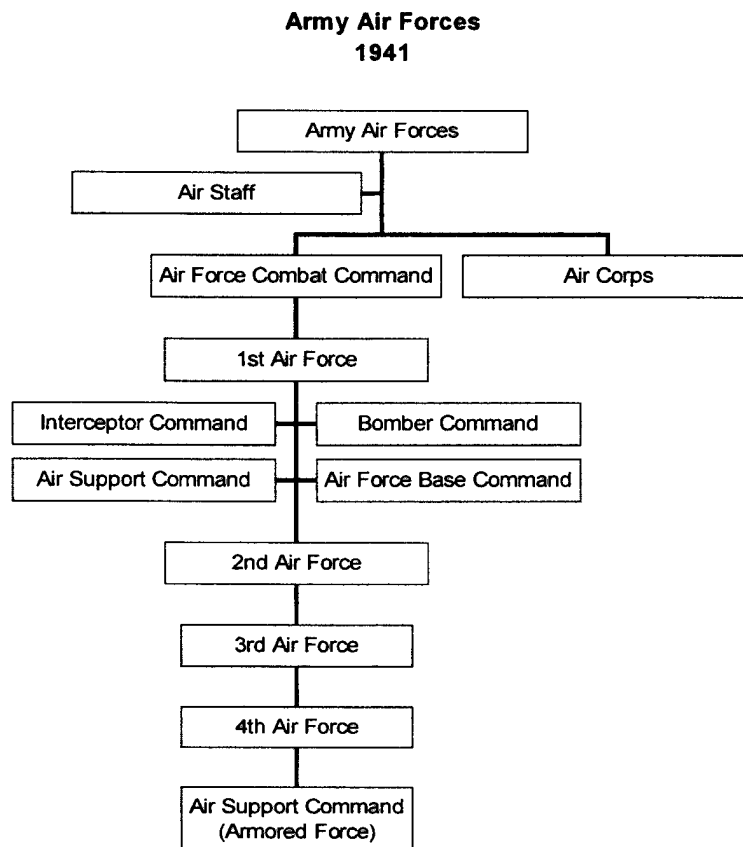 Army Air Forces
1941
Army Air Forces
Air Staff
Air Force Combat Command
Air Corps
1st Air Force
Interceptor Command
Bomber Command
Air Support Command
Air Force Base Command
2nd Air Force
3rd Air Force
4th Air Force
Air Support Command
(Armored Force)